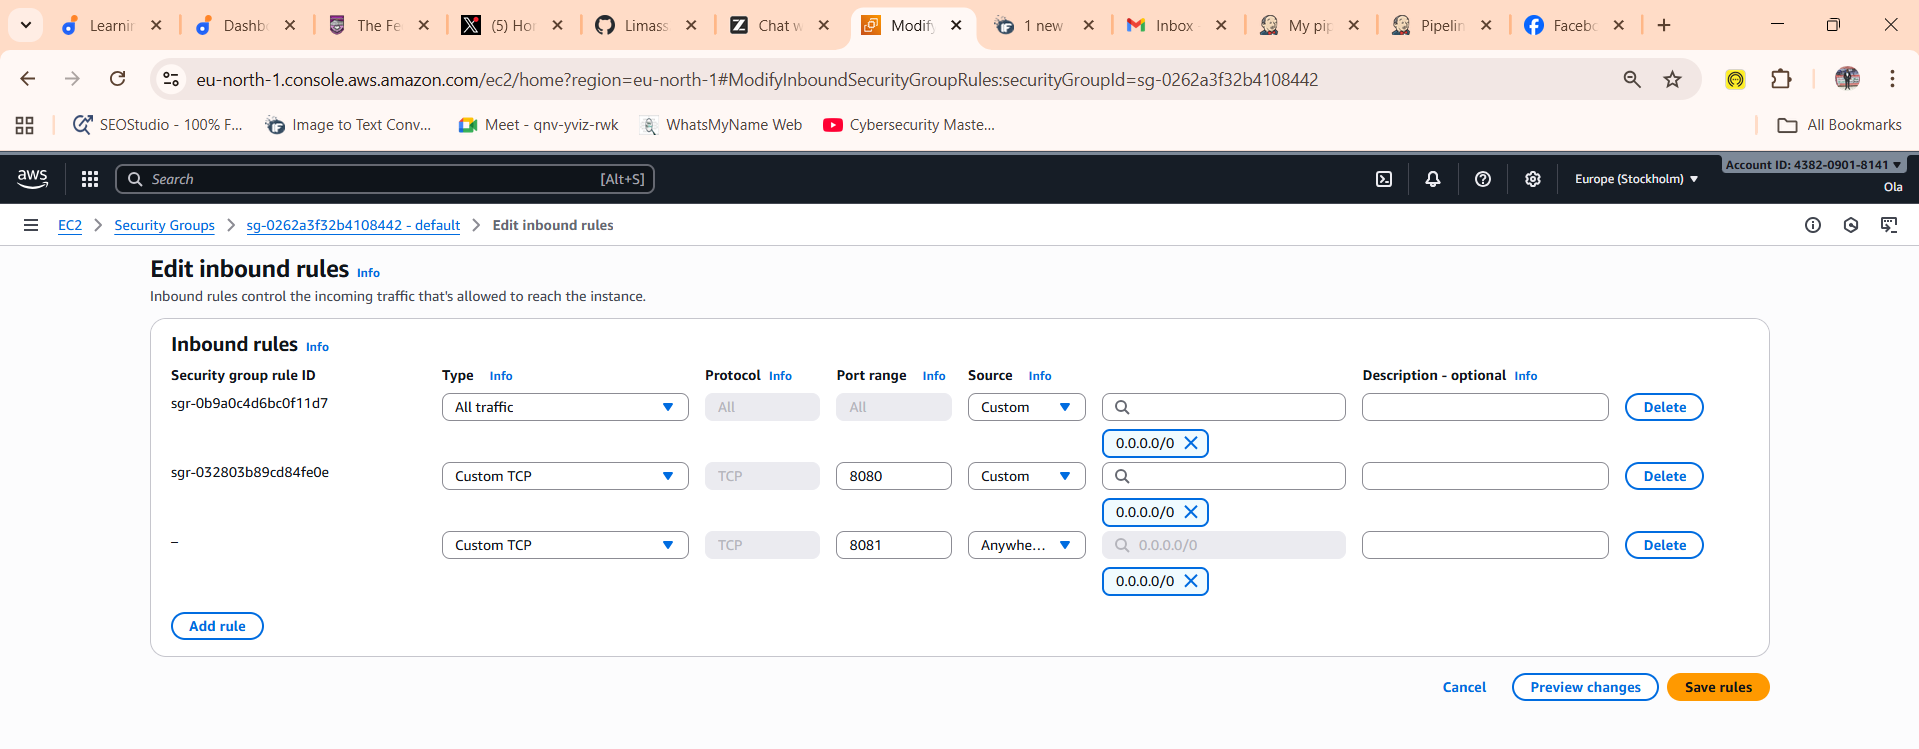 Learnin
Dashb
The Fe
(5) Ho
Limass
Chat w
Modify
1 new
Inbox
My pip
Pipelin
Faceb
eu-north-1.console.aws.amazon.com/ec2/home?region=eu-north-1#ModifyInboundSecurityGroupRules:securityGroupId=sg-0262a3f32b4108442
SEOStudio - 100% F...
Image to Text Conv...
Meet - qnv-yviz-rwk
WhatsMyName Web
Cybersecurity Maste...
All Bookmarks
aws
Search
[Alt+S]
Europe (Stockholm)
Account ID: 4382-0901-8141
Ola
EC2
Security Groups
sg-0262a3f32b4108442 - default
Edit inbound rules
Edit inbound rules Info
Inbound rules control the incoming traffic that's allowed to reach the instance.
Inbound rules Info
Security group rule ID
Type Info
Protocol Info
Port range Info
Source Info
Description - optional Info
sgr-0b9a0c4d6bc0f11d7
All traffic
All
All
Custom
Delete
0.0.0.0/0
sgr-032803b89cd84fe0e
Custom TCP
TCP
8080
Custom
Delete
0.0.0.0/0
–
Custom TCP
TCP
8081
Anywhe...
0.0.0.0/0
Delete
0.0.0.0/0
Add rule
Cancel
Preview changes
Save rules